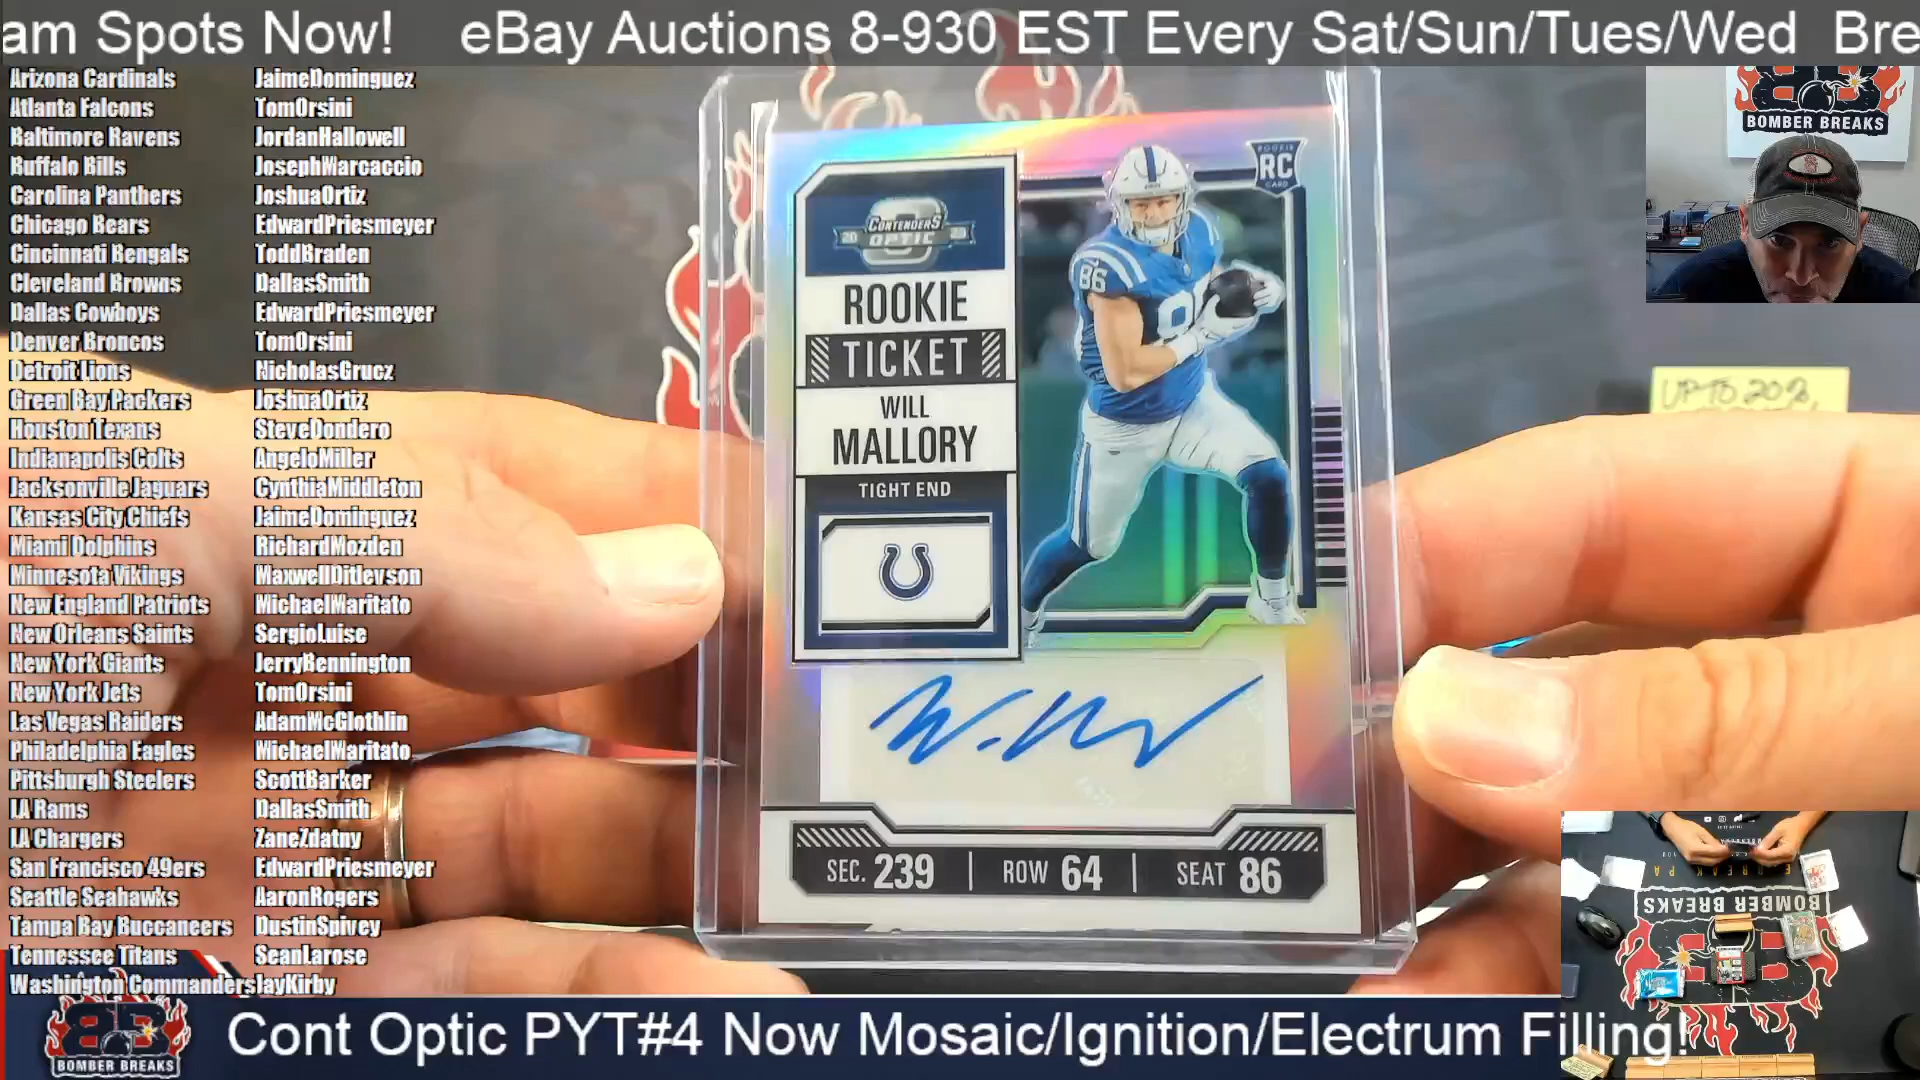 am Spots Now! eBay Auctions 8-930 EST Every Sat/Sun/Tues/Wed Bre
Arizona Cardinals JaimeDominguez
Atlanta Falcons TomOrsini
Baltimore Ravens JordanHallowell
Buffalo Bills JosephMarcaccio
Carolina Panthers JoshuaOrtiz
Chicago Bears EdwardPriesmeyer
Cincinnati Bengals ToddBraden
Cleveland Browns DallasSmith
Dallas Cowboys EdwardPriesmeyer
Denver Broncos TomOrsini
Detroit Lions NicholasGrucz
Green Bay Packers JoshuaOrtiz
Houston Texans SteveDondero
Indianapolis Colts AngeloMiller
Jacksonville Jaguars CynthiaMiddleton
Kansas City Chiefs JaimeDominguez
Miami Dolphins RichardMozden
Minnesota Vikings MaxwellDitlevson
New England Patriots MichaelMaritato
New Orleans Saints SergioLuise
New York Giants JerryBennington
New York Jets TomOrsini
Las Vegas Raiders AdamMcGlothlin
Philadelphia Eagles MichaelMaritato
Pittsburgh Steelers ScottBarker
LA Rams DallasSmith
LA Chargers ZaneZdatny
San Francisco 49ers EdwardPriesmeyer
Seattle Seahawks AaronRogers
Tampa Bay Buccaneers DustinSpivey
Tennessee Titans SeanLarose
Washington Commanders JayKirby
20 CONTENDERS 23
OPTIC
ROOKIE
TICKET
WILL
MALLORY
TIGHT END
ROOKIE
RC
CARD
86
SEC. 239 | ROW 64 | SEAT 86
BOMBER BREAKS
UP TO 20%
BOMBER BREAKS
BOMBER BREAKS
Cont Optic PYT#4 Now Mosaic/Ignition/Electrum Filling!